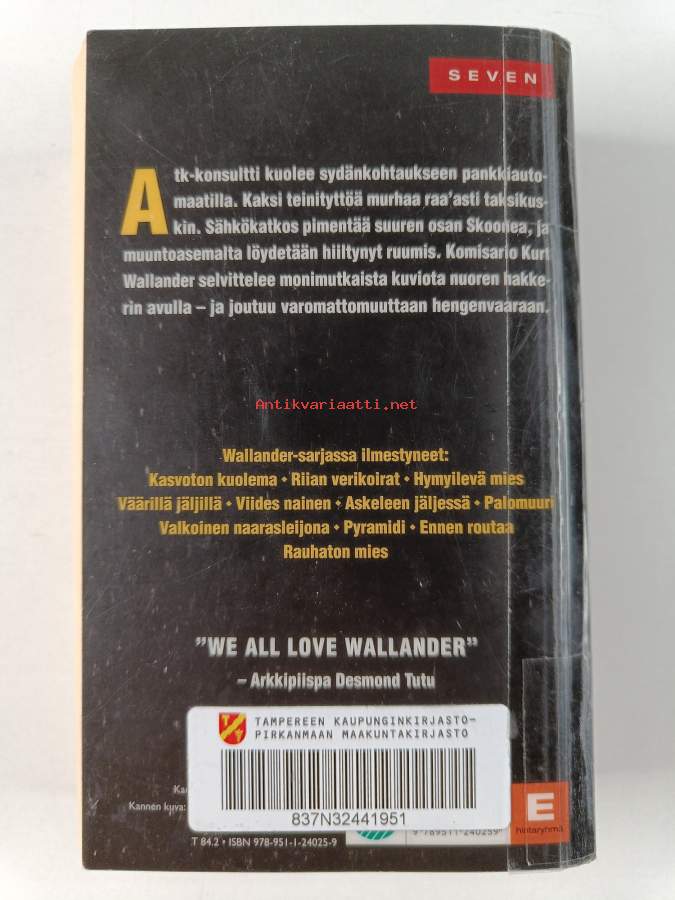 SEVEN
Atk-konsultti kuolee sydänkohtaukseen pankkiauto-
maatilla. Kaksi teinityttöä murhaa raa'asti taksikus-
kin. Sähkökatkos pimentää suuren osan Skoonea, ja
muuntoasemalta löydetään hiiltynyt ruumis. Komisario Kurt
Wallander selvittelee monimutkaista kuviota nuoren hakke-
rin avulla – ja joutuu varomattomuuttaan hengenvaaraan.
Antikvariaatti.net
Wallander-sarjassa ilmestyneet:
Kasvoton kuolema • Riian verikoirat • Hymyilevä mies
Väärillä jäljillä • Viides nainen • Askeleen jäljessä • Palomuuri
Valkoinen naarasleijona • Pyramidi • Ennen routaa
Rauhaton mies
"WE ALL LOVE WALLANDER"
– Arkkipiispa Desmond Tutu
TAMPEREEN KAUPUNGINKIRJASTO-
PIRKANMAAN MAAKUNTAKIRJASTO
Kannen kuva:
837N32441951
E
hintaryhmä
9 789511 240259
T 84.2 • ISBN 978-951-1-24025-9